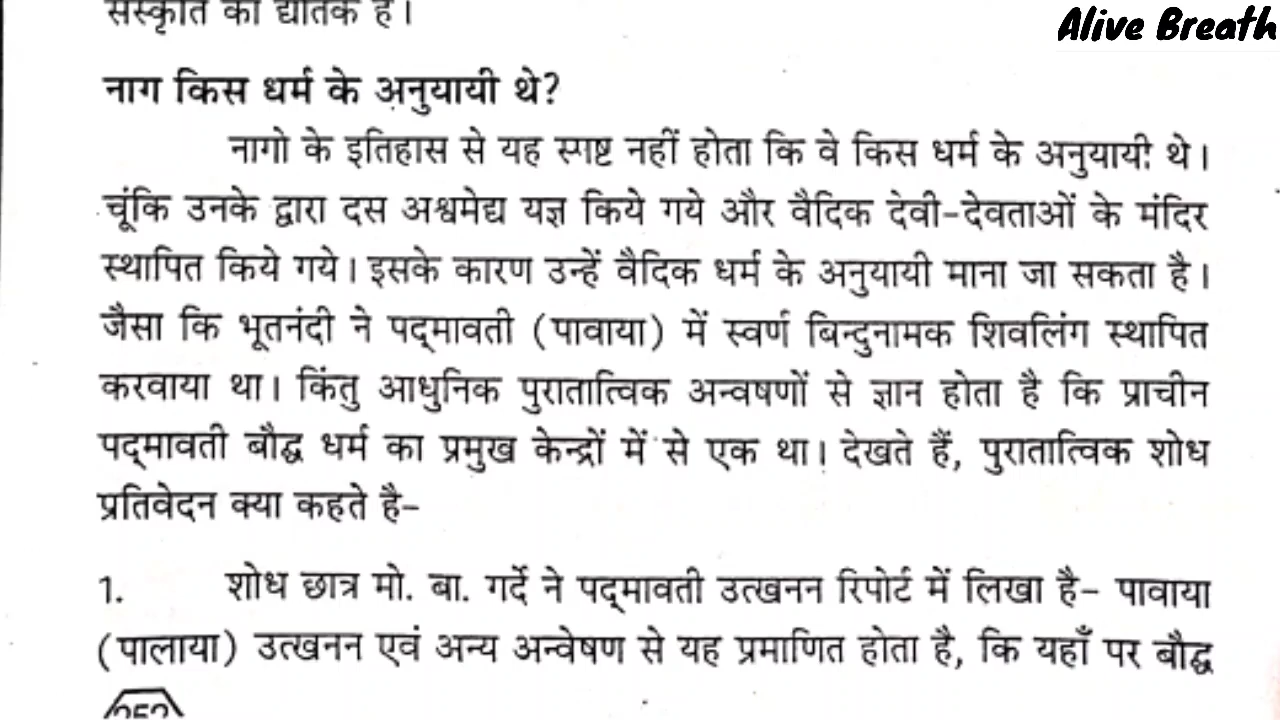 Alive Breath
संस्कृति का द्योतक है।
नाग किस धर्म के अनुयायी थे?
नागो के इतिहास से यह स्पष्ट नहीं होता कि वे किस धर्म के अनुयायी थे।
चूंकि उनके द्वारा दस अश्वमेद्य यज्ञ किये गये और वैदिक देवी-देवताओं के मंदिर
स्थापित किये गये। इसके कारण उन्हें वैदिक धर्म के अनुयायी माना जा सकता है।
जैसा कि भूतनंदी ने पद्मावती (पावाया) में स्वर्ण बिन्दुनामक शिवलिंग स्थापित
करवाया था। किंतु आधुनिक पुरातात्विक अन्वषणों से ज्ञान होता है कि प्राचीन
पद्मावती बौद्ध धर्म का प्रमुख केन्द्रों में से एक था। देखते हैं, पुरातात्विक शोध
प्रतिवेदन क्या कहते है-
1. शोध छात्र मो. बा. गर्दे ने पद्मावती उत्खनन रिपोर्ट में लिखा है- पावाया
(पालाया) उत्खनन एवं अन्य अन्वेषण से यह प्रमाणित होता है, कि यहाँ पर बौद्ध